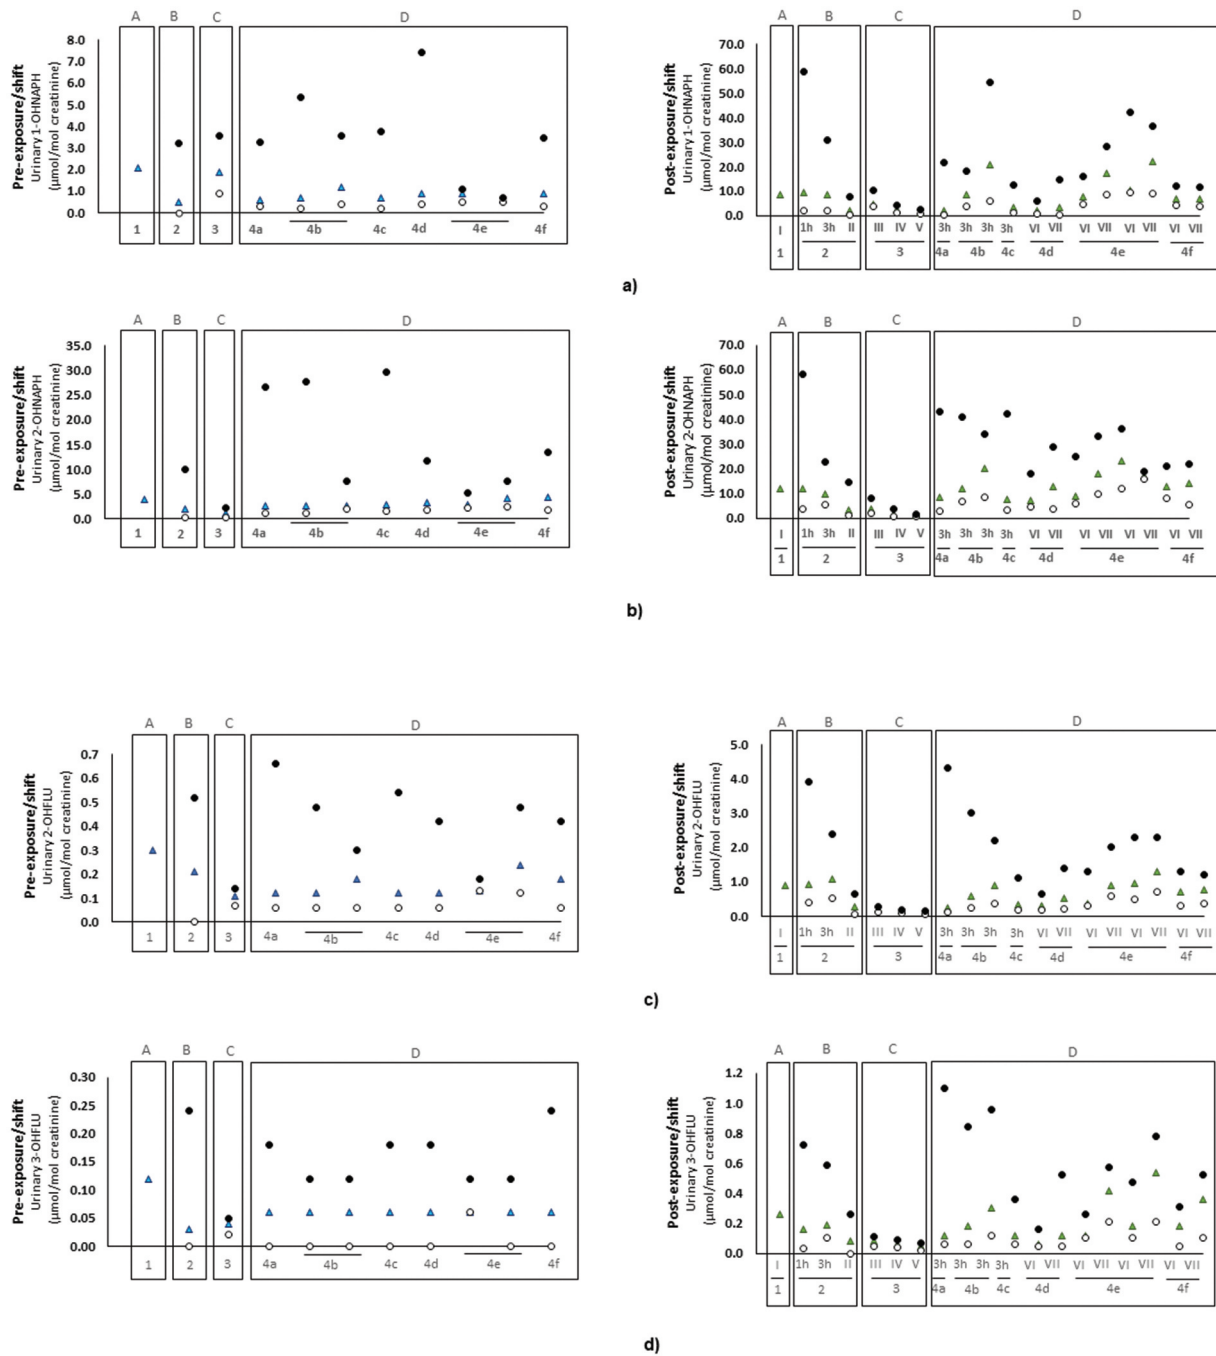 A B C D
Pre-exposure/shift
Urinary 1-OHNAPH
(µmol/mol creatinine)
8.0
7.0
6.0
5.0
4.0
3.0
2.0
1.0
0.0
1 2 3 4a 4b 4c 4d 4e 4f
A B C D
Post-exposure/shift
Urinary 1-OHNAPH
(µmol/mol creatinine)
70.0
60.0
50.0
40.0
30.0
20.0
10.0
0.0
I 1h 3h II III IV V 3h 3h 3h 3h VI VII VI VII VI VII VI VII
1 2 3 4a 4b 4c 4d 4e 4f
a)
A B C D
Pre-exposure/shift
Urinary 2-OHNAPH
(µmol/mol creatinine)
35.0
30.0
25.0
20.0
15.0
10.0
5.0
0.0
1 2 3 4a 4b 4c 4d 4e 4f
A B C D
Post-exposure/shift
Urinary 2-OHNAPH
(µmol/mol creatinine)
70.0
60.0
50.0
40.0
30.0
20.0
10.0
0.0
I 1h 3h II III IV V 3h 3h 3h 3h VI VII VI VII VI VII VI VII
1 2 3 4a 4b 4c 4d 4e 4f
b)
A B C D
Pre-exposure/shift
Urinary 2-OHFLU
(µmol/mol creatinine)
0.7
0.6
0.5
0.4
0.3
0.2
0.1
0.0
1 2 3 4a 4b 4c 4d 4e 4f
A B C D
Post-exposure/shift
Urinary 2-OHFLU
(µmol/mol creatinine)
5.0
4.0
3.0
2.0
1.0
0.0
I 1h 3h II III IV V 3h 3h 3h 3h VI VII VI VII VI VII VI VII
1 2 3 4a 4b 4c 4d 4e 4f
c)
A B C D
Pre-exposure/shift
Urinary 3-OHFLU
(µmol/mol creatinine)
0.30
0.25
0.20
0.15
0.10
0.05
0.00
1 2 3 4a 4b 4c 4d 4e 4f
A B C D
Post-exposure/shift
Urinary 3-OHFLU
(µmol/mol creatinine)
1.2
1.0
0.8
0.6
0.4
0.2
0.0
I 1h 3h II III IV V 3h 3h 3h 3h VI VII VI VII VI VII VI VII
1 2 3 4a 4b 4c 4d 4e 4f
d)